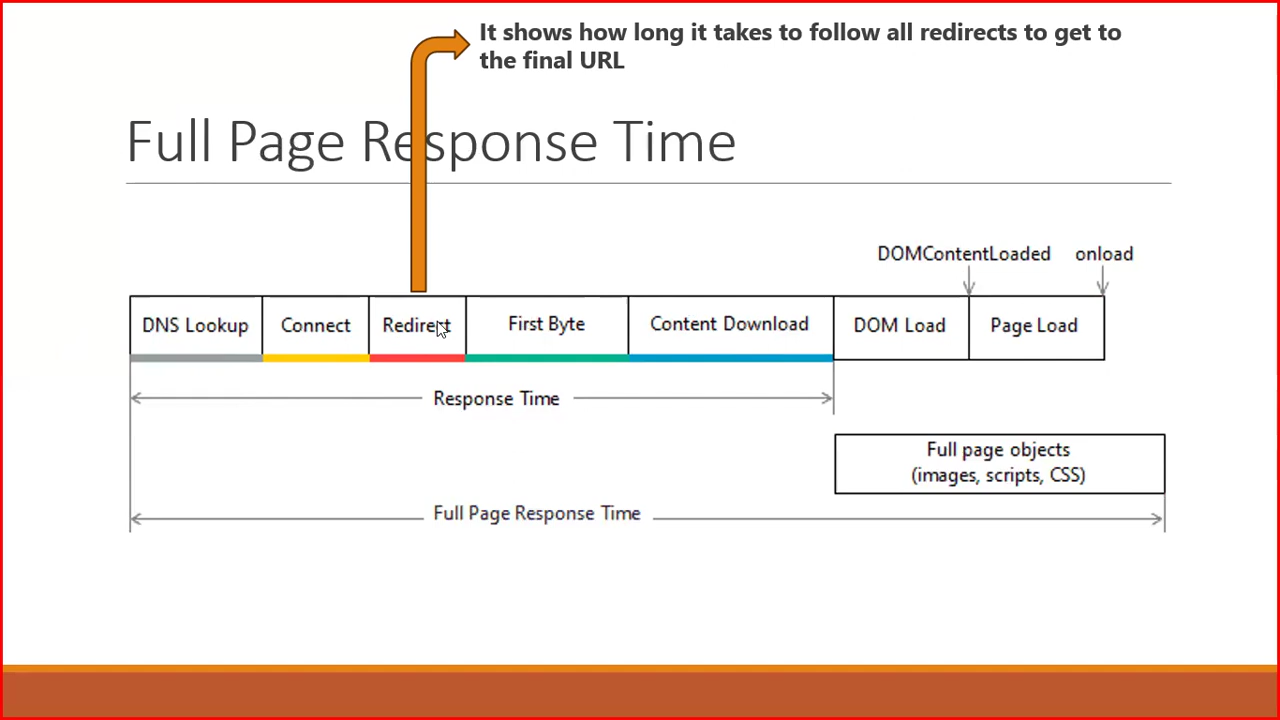 It shows how long it takes to follow all redirects to get to
the final URL
Full Page Response Time
DOMContentLoaded
onload
DNS Lookup
Connect
Redirect
First Byte
Content Download
DOM Load
Page Load
Response Time
Full page objects
(images, scripts, CSS)
Full Page Response Time